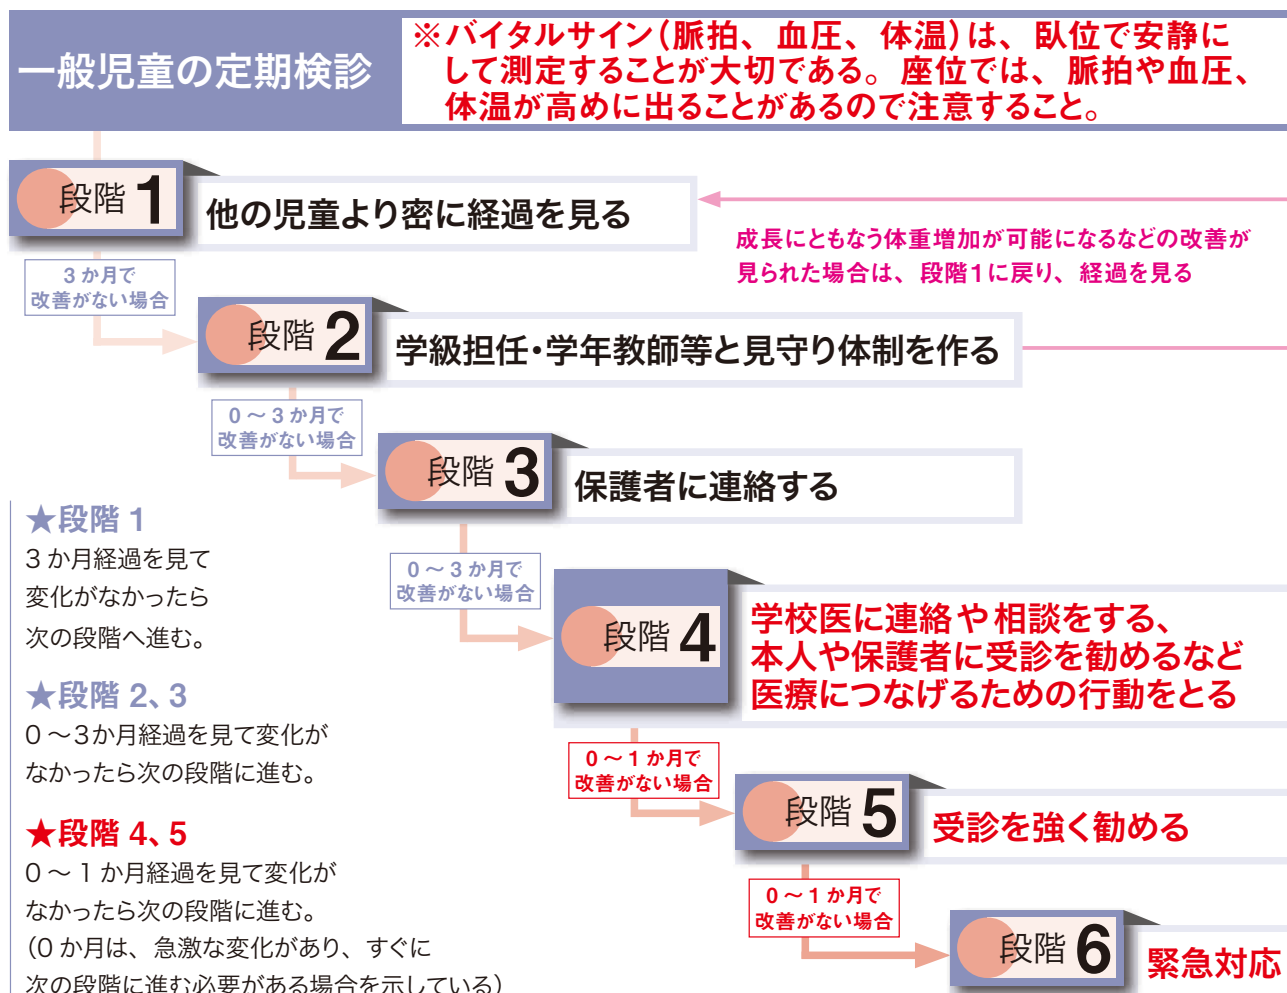 一般児童の定期検診
※バイタルサイン(脈拍、血圧、体温)は、臥位で安静に
して測定することが大切である。座位では、脈拍や血圧、
体温が高めに出ることがあるので注意すること。
段階 1
他の児童より密に経過を見る
成長にともなう体重増加が可能になるなどの改善が
見られた場合は、段階1に戻り、経過を見る
3 か月で
改善がない場合
段階 2
学級担任・学年教師等と見守り体制を作る
0 ～ 3 か月で
改善がない場合
段階 3
保護者に連絡する
0 ～ 3 か月で
改善がない場合
段階 4
学校医に連絡や相談をする、
本人や保護者に受診を勧めるなど
医療につなげるための行動をとる
0 ～ 1 か月で
改善がない場合
段階 5
受診を強く勧める
0 ～ 1 か月で
改善がない場合
段階 6
緊急対応
★段階 1
3 か月経過を見て
変化がなかったら
次の段階へ進む。
★段階 2、3
0 ～3か月経過を見て変化が
なかったら次の段階に進む。
★段階 4、5
0 ～ 1 か月経過を見て変化が
なかったら次の段階に進む。
(0 か月は、急激な変化があり、すぐに
次の段階に進む必要がある場合を示している)